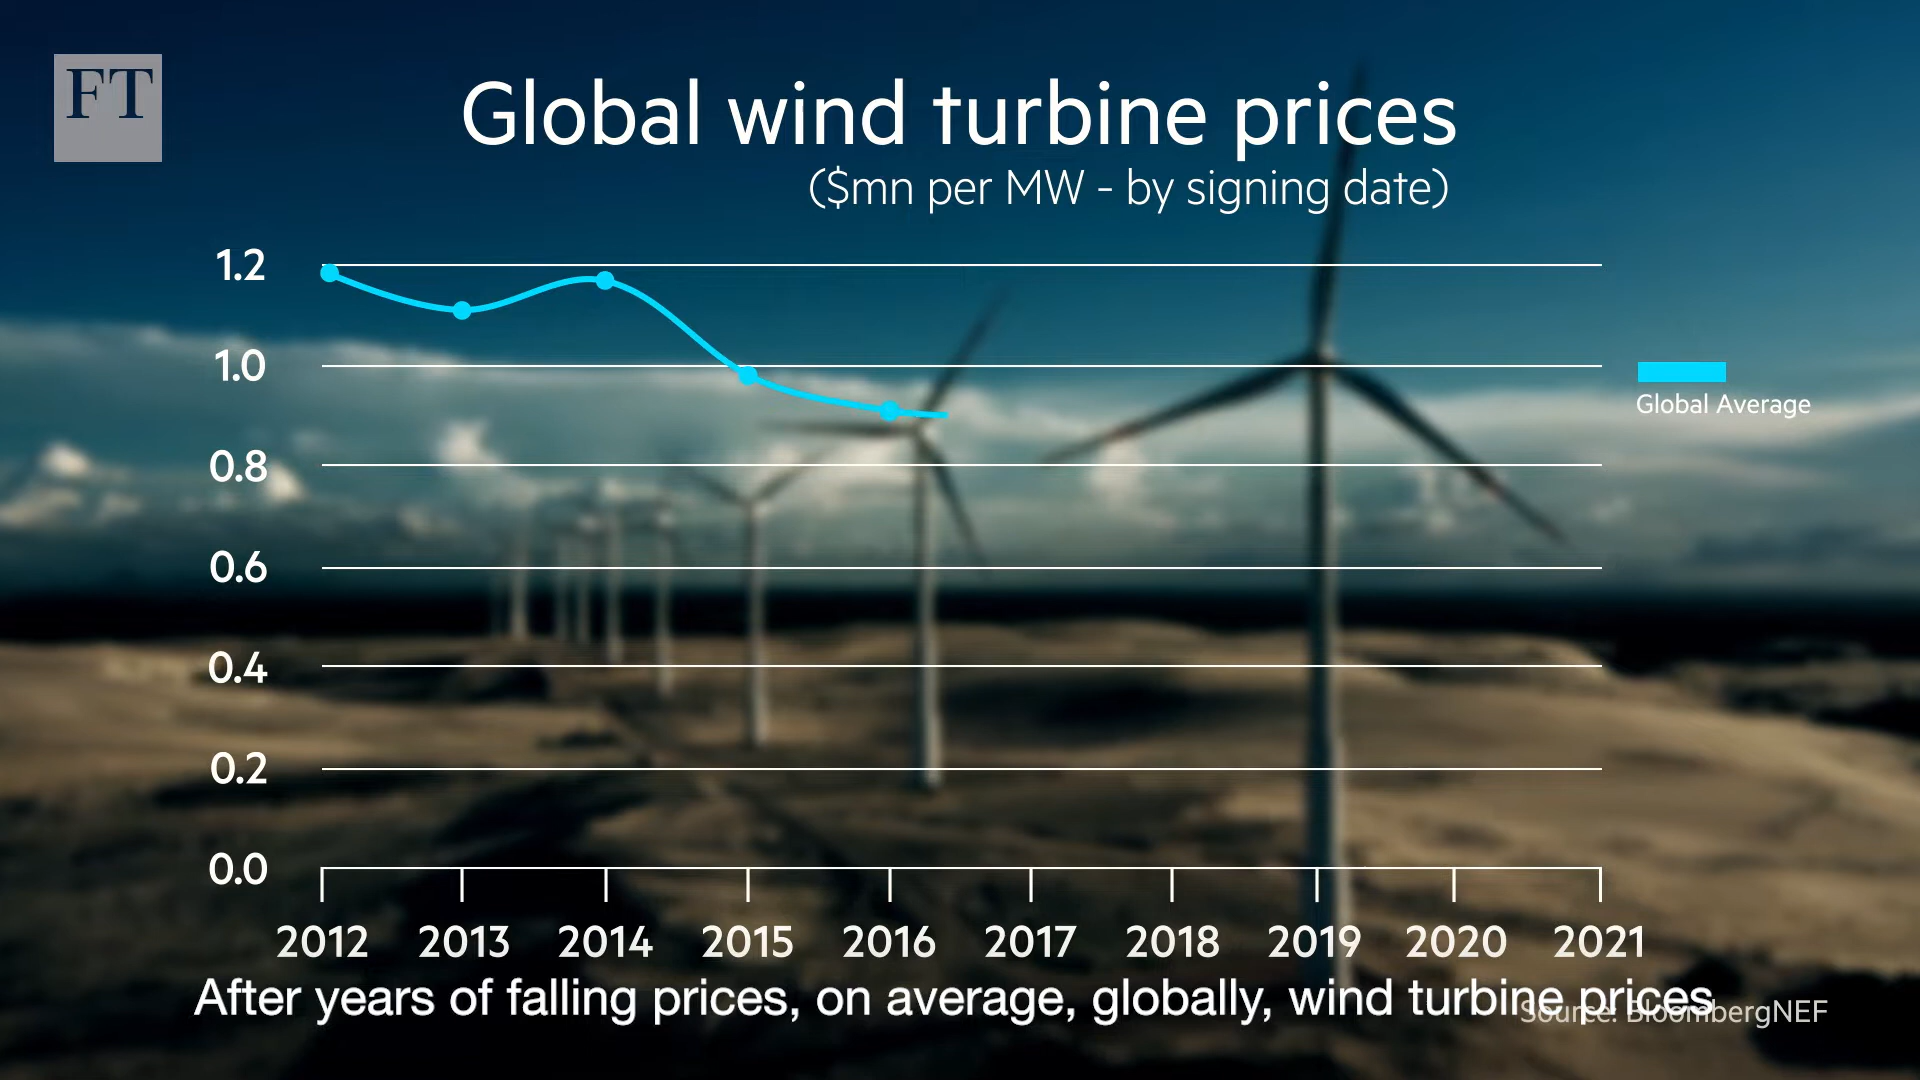 FT
Global wind turbine prices
($mn per MW - by signing date)
1.2
1.0
0.8
0.6
0.4
0.2
0.0
Global Average
2012 2013 2014 2015 2016 2017 2018 2019 2020 2021
After years of falling prices, on average, globally, wind turbine prices
Source: BloombergNEF